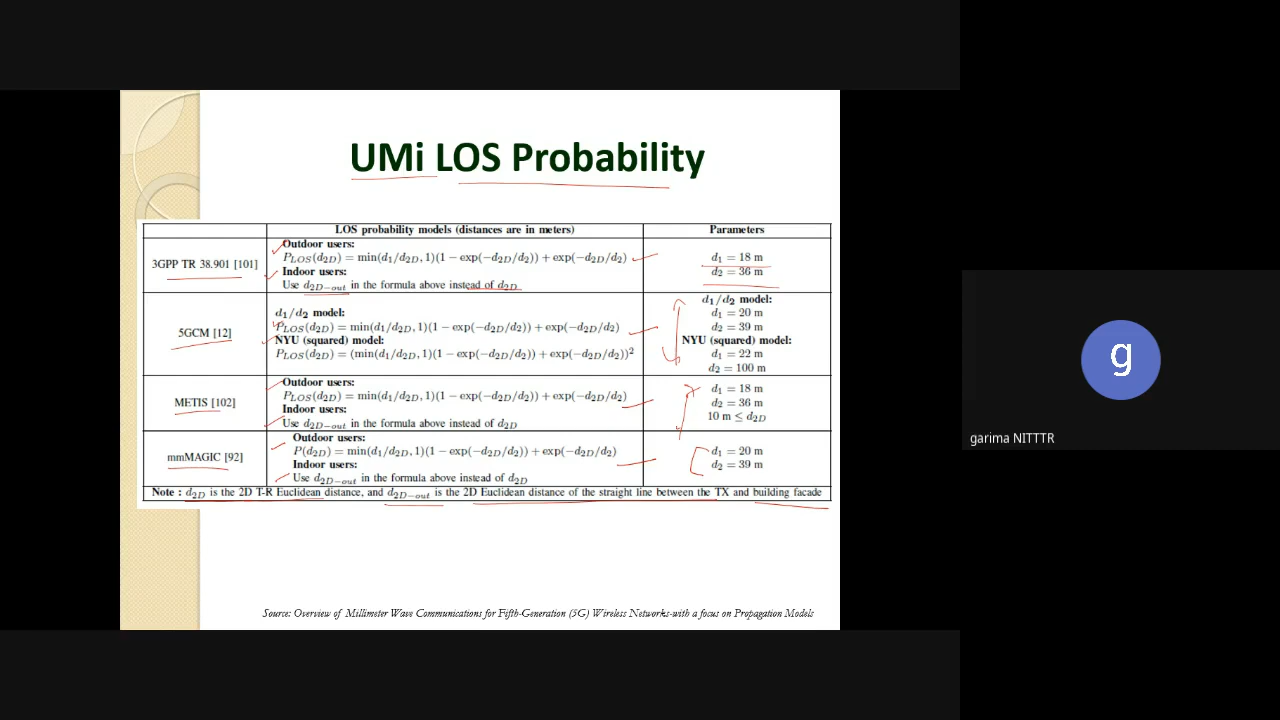 UMi LOS Probability
LOS probability models (distances are in meters) Parameters
3GPP TR 38.901 [101]
Outdoor users:
P_LOS(d_2D) = min(d_1/d_2D, 1)(1 − exp(−d_2D/d_2)) + exp(−d_2D/d_2)
Indoor users:
Use d_2D−out in the formula above instead of d_2D
d_1 = 18 m
d_2 = 36 m
5GCM [12]
d_1/d_2 model:
P_LOS(d_2D) = min(d_1/d_2D, 1)(1 − exp(−d_2D/d_2)) + exp(−d_2D/d_2)
NYU (squared) model:
P_LOS(d_2D) = (min(d_1/d_2D, 1)(1 − exp(−d_2D/d_2)) + exp(−d_2D/d_2))²
d_1/d_2 model:
d_1 = 20 m
d_2 = 39 m
NYU (squared) model:
d_1 = 22 m
d_2 = 100 m
METIS [102]
Outdoor users:
P_LOS(d_2D) = min(d_1/d_2D, 1)(1 − exp(−d_2D/d_2)) + exp(−d_2D/d_2)
Indoor users:
Use d_2D−out in the formula above instead of d_2D
d_1 = 18 m
d_2 = 36 m
10 m ≤ d_2D
mmMAGIC [92]
Outdoor users:
P(d_2D) = min(d_1/d_2D, 1)(1 − exp(−d_2D/d_2)) + exp(−d_2D/d_2)
Indoor users:
Use d_2D−out in the formula above instead of d_2D
d_1 = 20 m
d_2 = 39 m
Note : d_2D is the 2D T-R Euclidean distance, and d_2D−out is the 2D Euclidean distance of the straight line between the TX and building facade
Source: Overview of Millimeter Wave Communications for Fifth-Generation (5G) Wireless Networks-with a focus on Propagation Models
g
garima NITTTR